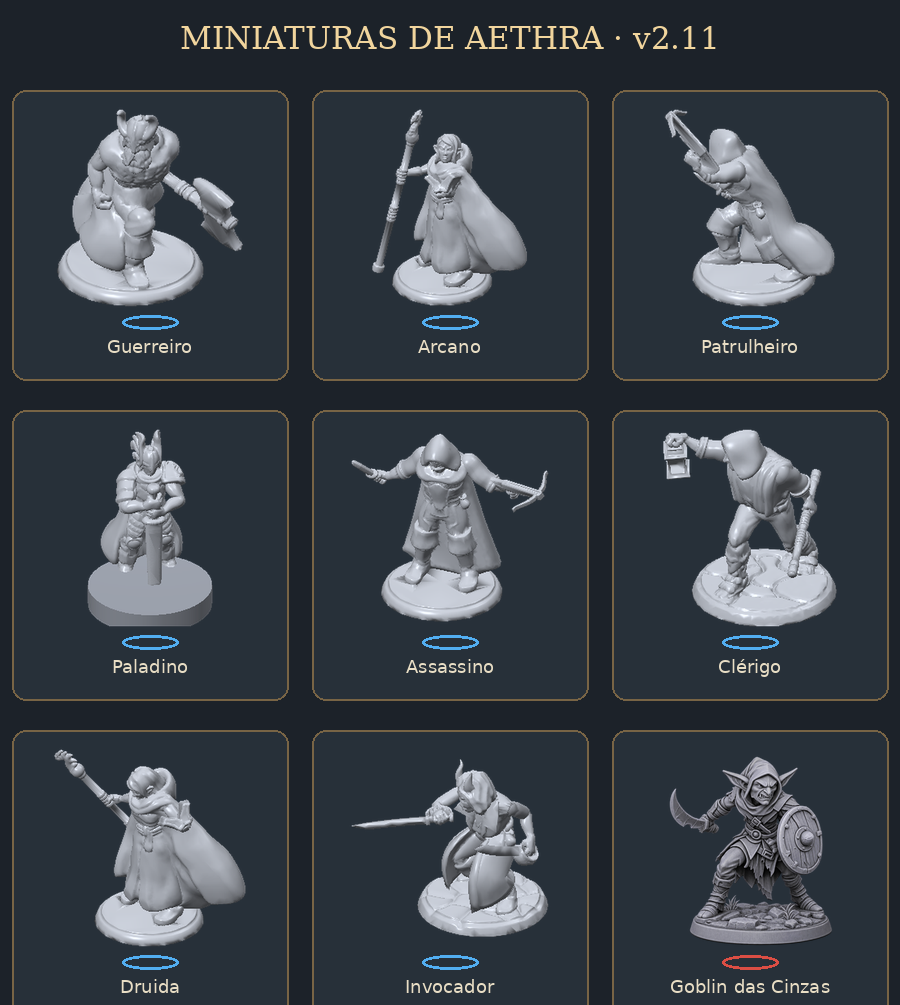 MINIATURAS DE AETHRA · v2.11
Guerreiro
Arcano
Patrulheiro
Paladino
Assassino
Clérigo
Druida
Invocador
Goblin das Cinzas